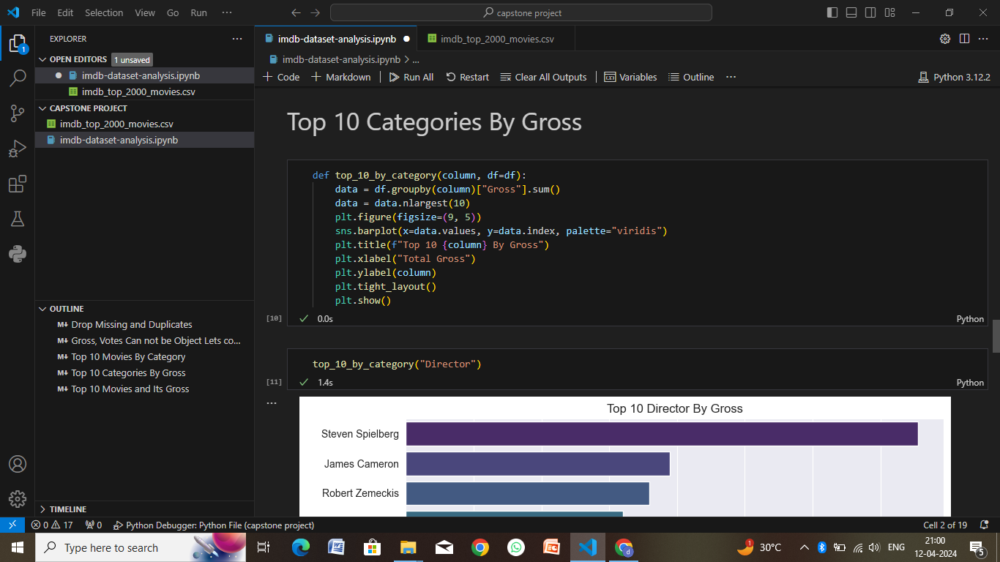 File Edit Selection View Go Run ···
capstone project
EXPLORER ···
OPEN EDITORS 1 unsaved
imdb-dataset-analysis.ipynb
imdb_top_2000_movies.csv
CAPSTONE PROJECT
imdb_top_2000_movies.csv
imdb-dataset-analysis.ipynb
OUTLINE
M↓ Drop Missing and Duplicates
M↓ Gross, Votes Can not be Object Lets co...
M↓ Top 10 Movies By Category
M↓ Top 10 Categories By Gross
M↓ Top 10 Movies and Its Gross
TIMELINE
1
imdb-dataset-analysis.ipynb
imdb_top_2000_movies.csv
imdb-dataset-analysis.ipynb > ...
+ Code + Markdown Run All Restart Clear All Outputs Variables Outline ··· Python 3.12.2
Top 10 Categories By Gross
def top_10_by_category(column, df=df):
data = df.groupby(column)["Gross"].sum()
data = data.nlargest(10)
plt.figure(figsize=(9, 5))
sns.barplot(x=data.values, y=data.index, palette="viridis")
plt.title(f"Top 10 {column} By Gross")
plt.xlabel("Total Gross")
plt.ylabel(column)
plt.tight_layout()
plt.show()
[10] 0.0s Python
top_10_by_category("Director")
[11] 1.4s Python
...
Top 10 Director By Gross
Steven Spielberg
James Cameron
Robert Zemeckis
0 17 0 Python Debugger: Python File (capstone project) Cell 2 of 19
Type here to search
1 30°C ENG 21:00
12-04-2024 5